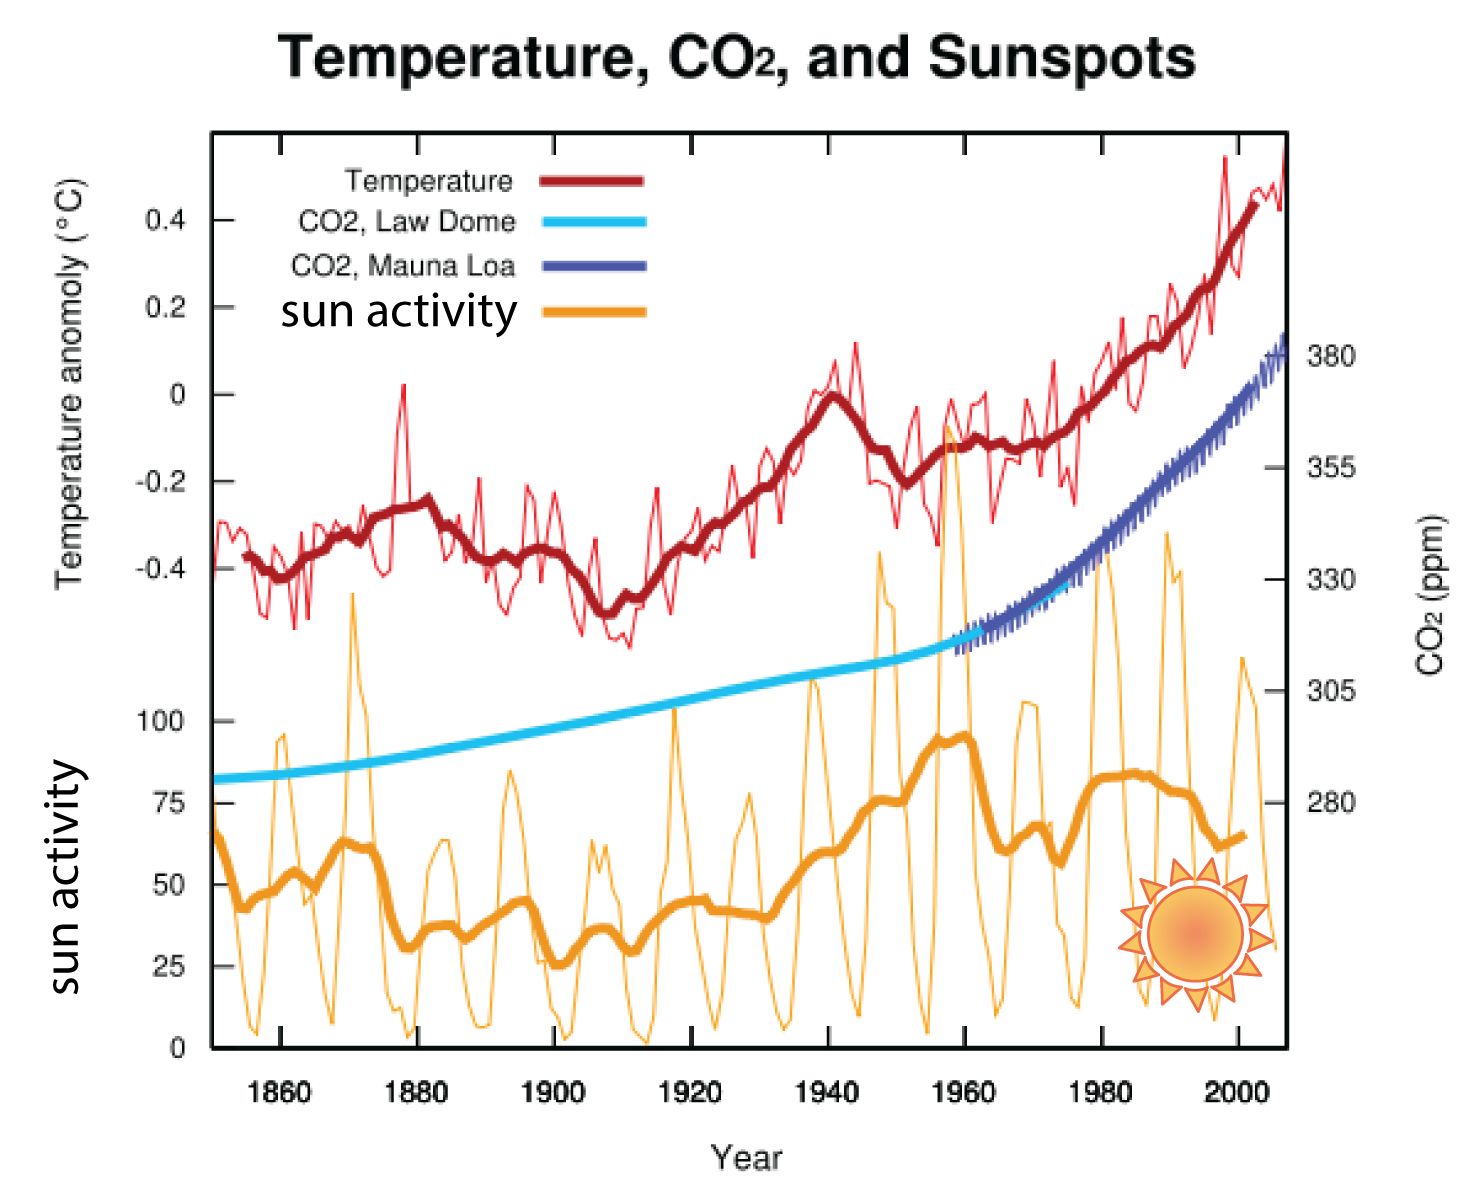 Temperature, CO2, and Sunspots
Temperature
CO2, Law Dome
CO2, Mauna Loa
sun activity
Temperature anomoly (°C)
0.4
0.2
0
-0.2
-0.4
sun activity
100
75
50
25
0
CO2 (ppm)
380
355
330
305
280
1860 1880 1900 1920 1940 1960 1980 2000
Year